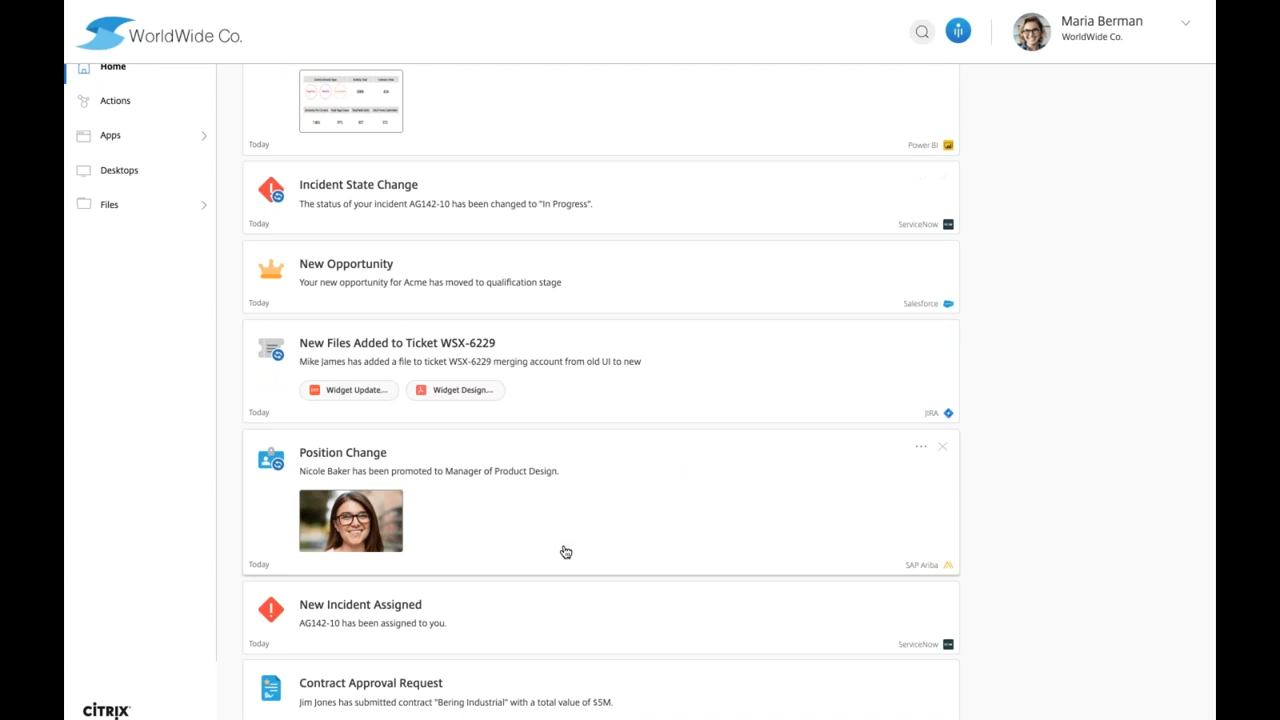 WorldWide Co.
Maria Berman
WorldWide Co.
Home
Actions
Apps
Desktops
Files
CİTRIX
Today
Power BI
Incident State Change
The status of your incident AG142-10 has been changed to "In Progress".
Today
ServiceNow
New Opportunity
Your new opportunity for Acme has moved to qualification stage
Today
Salesforce
New Files Added to Ticket WSX-6229
Mike James has added a file to ticket WSX-6229 merging account from old UI to new
Widget Update...
Widget Design...
Today
JIRA
Position Change
Nicole Baker has been promoted to Manager of Product Design.
Today
SAP Ariba
New Incident Assigned
AG142-10 has been assigned to you.
Today
ServiceNow
Contract Approval Request
Jim Jones has submitted contract "Bering Industrial" with a total value of $5M.